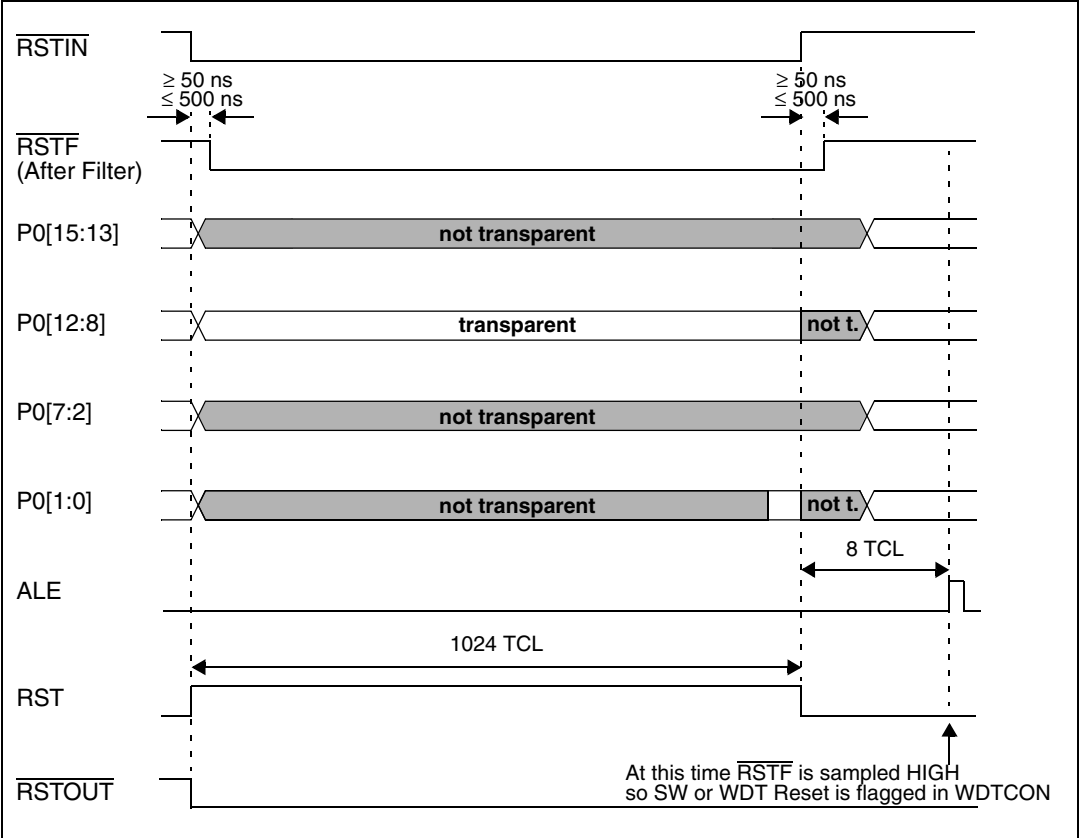 RSTIN
≥ 50 ns
≤ 500 ns
≥ 50 ns
≤ 500 ns
RSTF
(After Filter)
P0[15:13]
not transparent
P0[12:8]
transparent
not t.
P0[7:2]
not transparent
P0[1:0]
not transparent
not t.
8 TCL
ALE
1024 TCL
RST
At this time RSTF is sampled HIGH
so SW or WDT Reset is flagged in WDTCON
RSTOUT